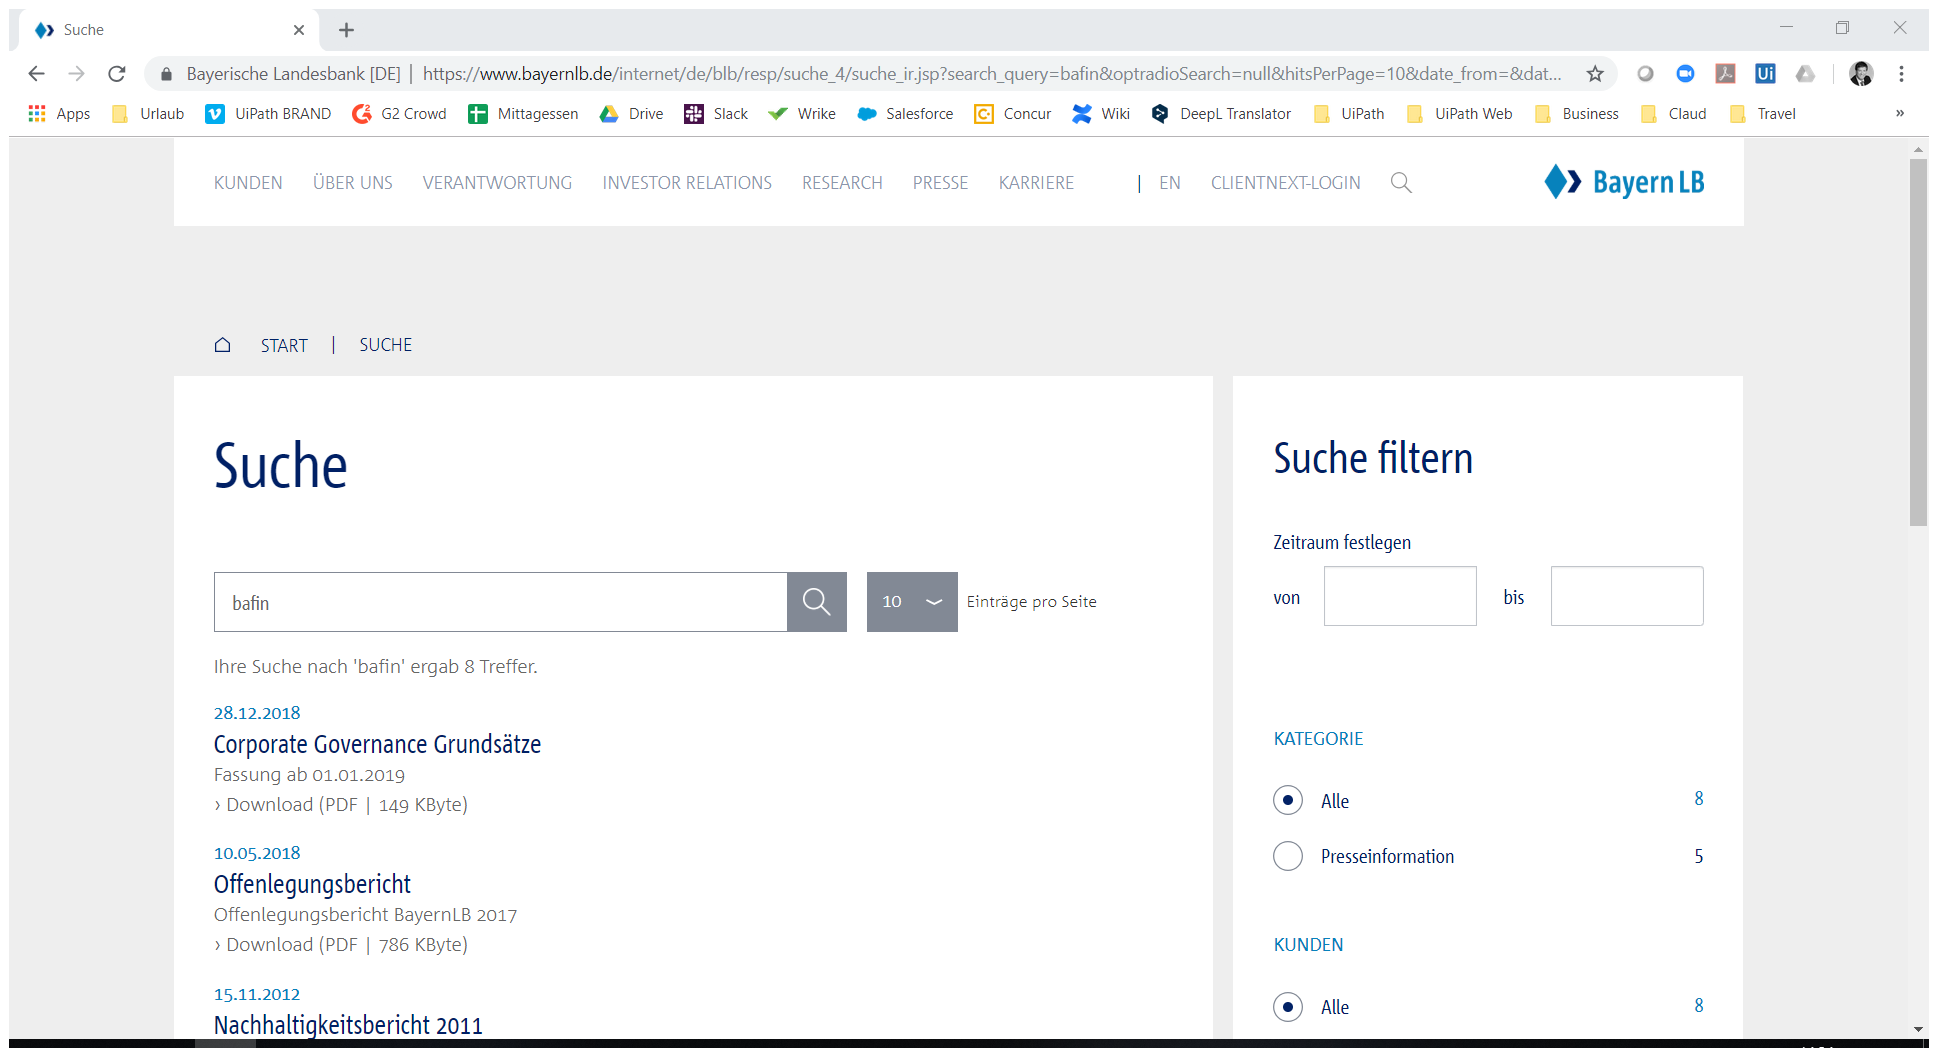 Suche
Bayerische Landesbank [DE] | https://www.bayernlb.de/internet/de/blb/resp/suche_4/suche_ir.jsp?search_query=bafin&optradioSearch=null&hitsPerPage=10&date_from=&dat...
Ui
Apps Urlaub UiPath BRAND G2 Crowd Mittagessen Drive Slack Wrike Salesforce Concur Wiki DeepL Translator UiPath UiPath Web Business Claud Travel »
KUNDEN ÜBER UNS VERANTWORTUNG INVESTOR RELATIONS RESEARCH PRESSE KARRIERE | EN CLIENTNEXT-LOGIN Bayern LB
START | SUCHE
Suche
bafin
10 Einträge pro Seite
Ihre Suche nach 'bafin' ergab 8 Treffer.
28.12.2018
Corporate Governance Grundsätze
Fassung ab 01.01.2019
› Download (PDF | 149 KByte)
10.05.2018
Offenlegungsbericht
Offenlegungsbericht BayernLB 2017
› Download (PDF | 786 KByte)
15.11.2012
Nachhaltigkeitsbericht 2011
Suche filtern
Zeitraum festlegen
von bis
KATEGORIE
Alle 8
Presseinformation 5
KUNDEN
Alle 8